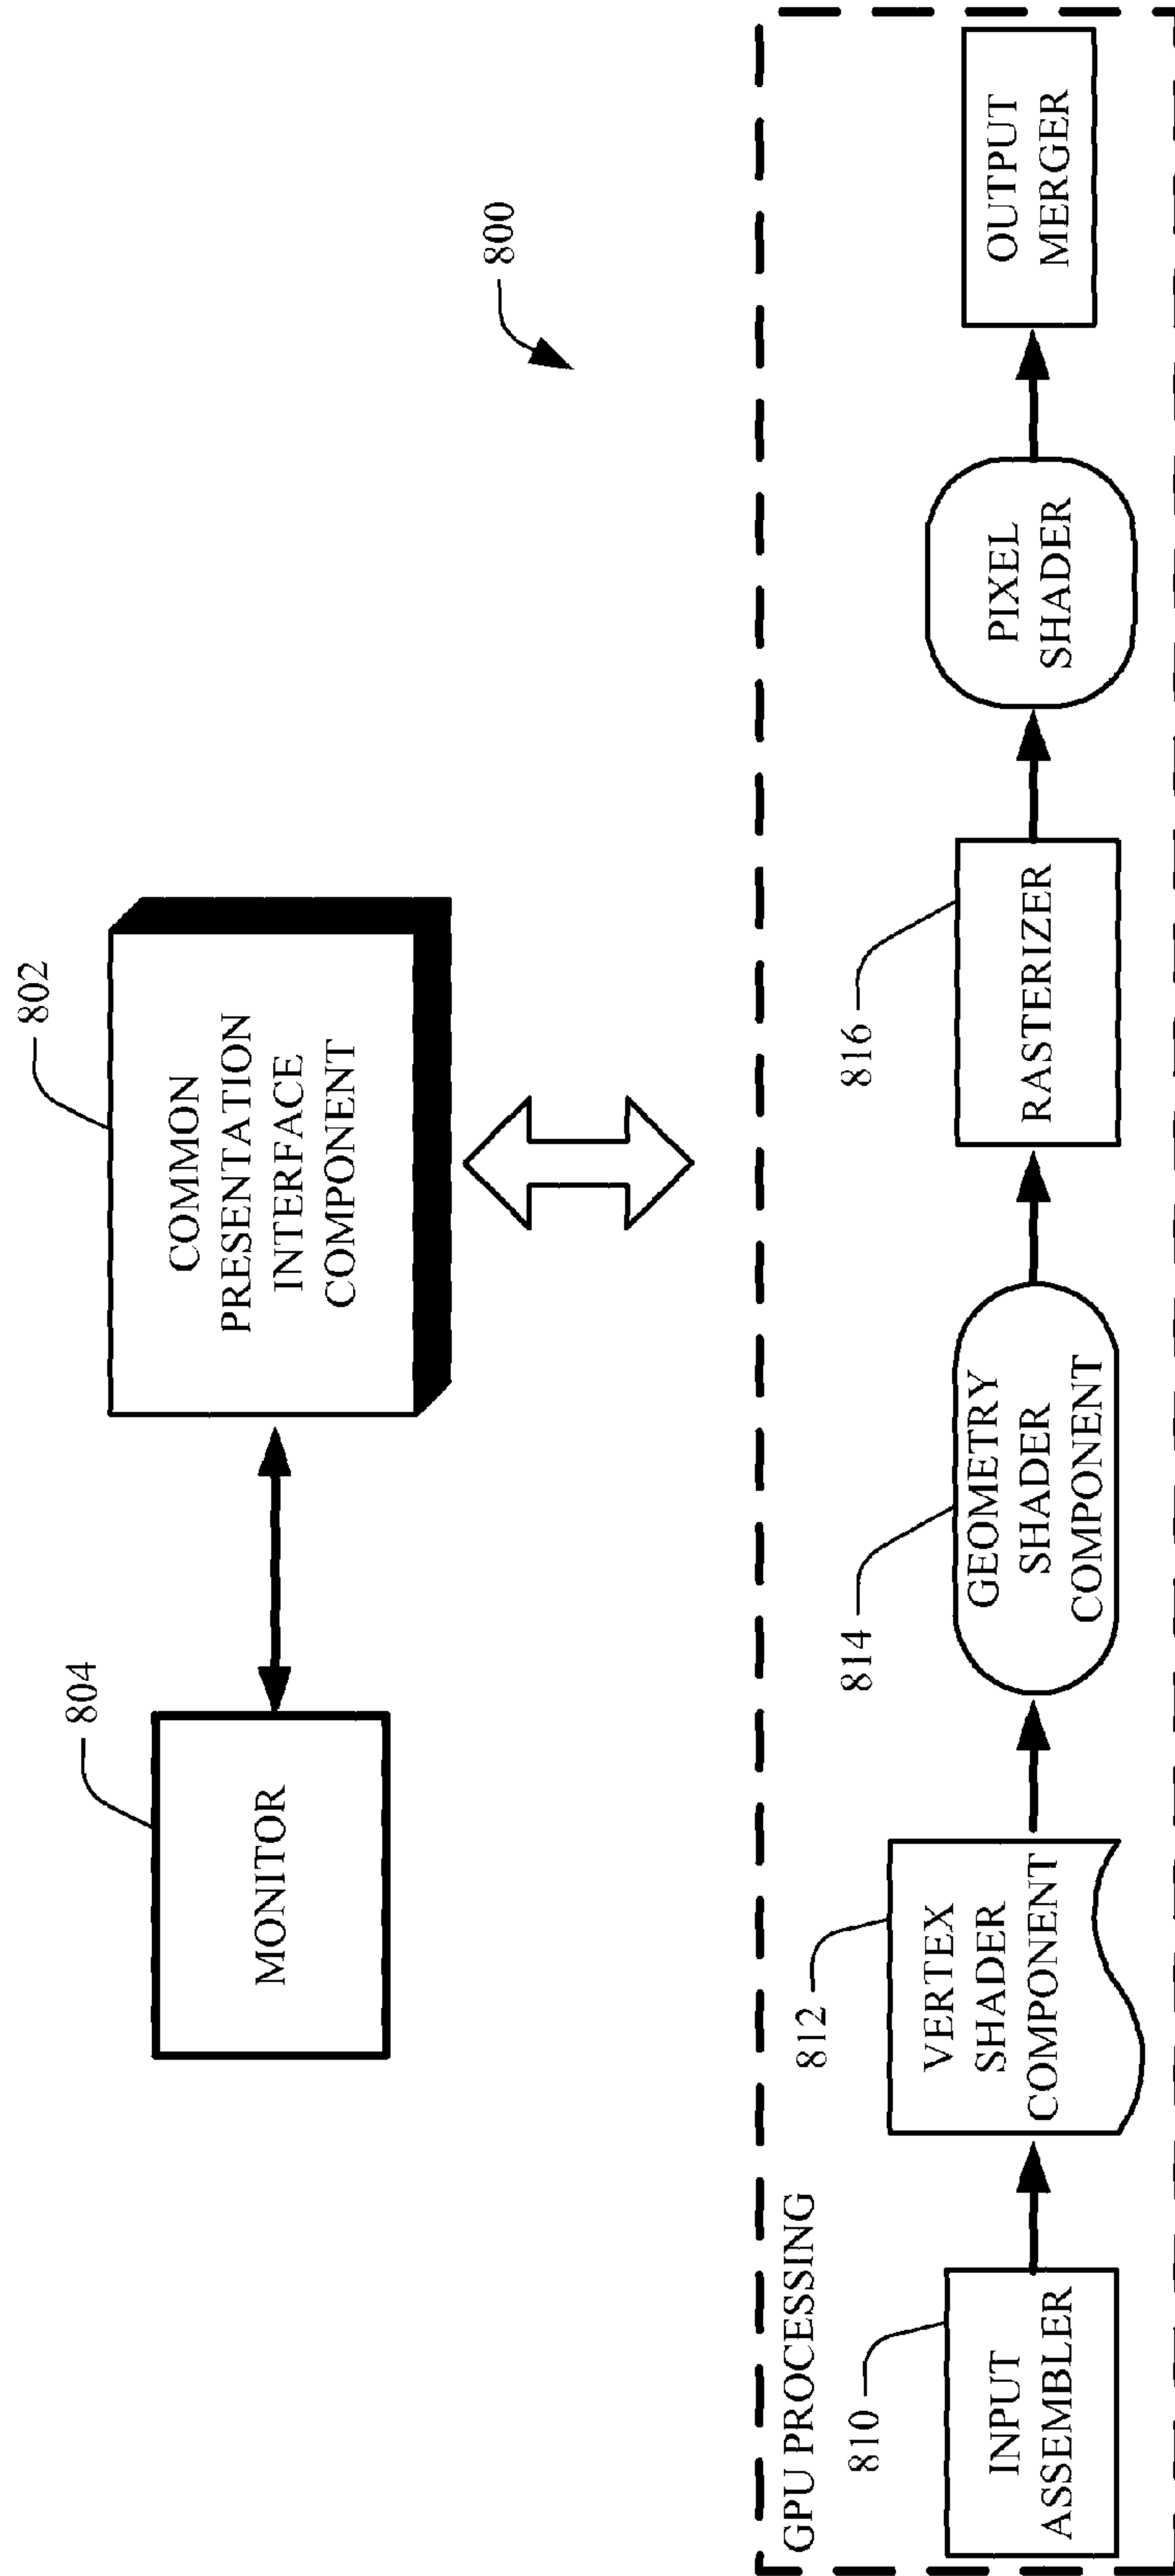 802
COMMON
PRESENTATION
INTERFACE
COMPONENT
804
MONITOR
800
GPU PROCESSING
810
INPUT
ASSEMBLER
812
VERTEX
SHADER
COMPONENT
814
GEOMETRY
SHADER
COMPONENT
816
RASTERIZER
PIXEL
SHADER
OUTPUT
MERGER